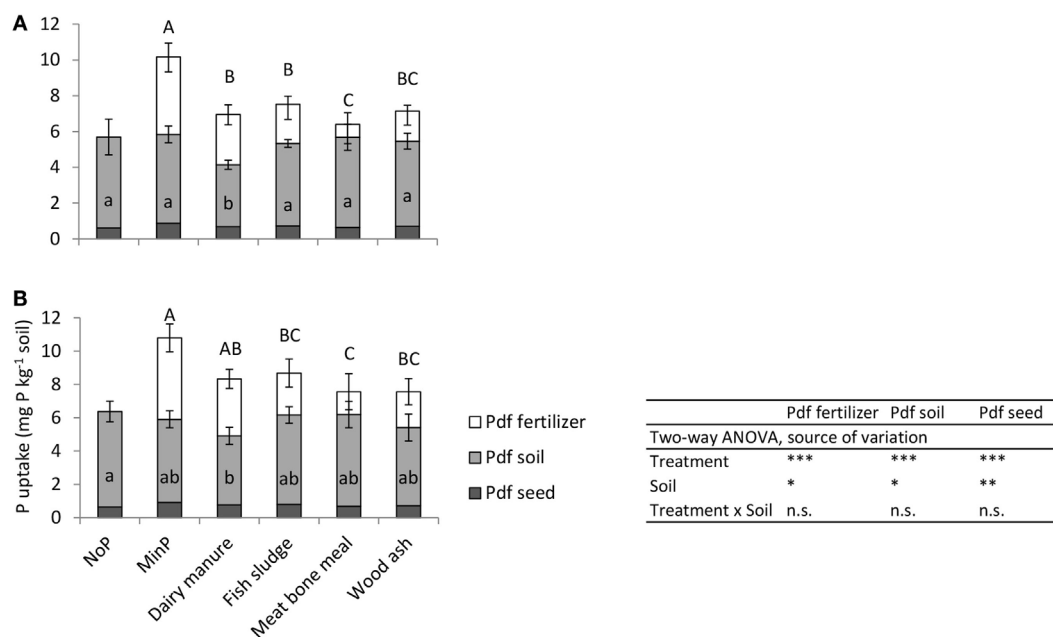 A
12
10
8
6
4
2
0
A
B
B
C
BC
a
a
b
a
a
a
B
P uptake (mg P kg⁻¹ soil)
12
10
8
6
4
2
0
A
AB
BC
C
BC
a
ab
b
ab
ab
ab
NoP
MinP
Dairy manure
Fish sludge
Meat bone meal
Wood ash
Pdf fertilizer
Pdf soil
Pdf seed
Pdf fertilizer Pdf soil Pdf seed
Two-way ANOVA, source of variation
Treatment *** *** ***
Soil * * **
Treatment x Soil n.s. n.s. n.s.